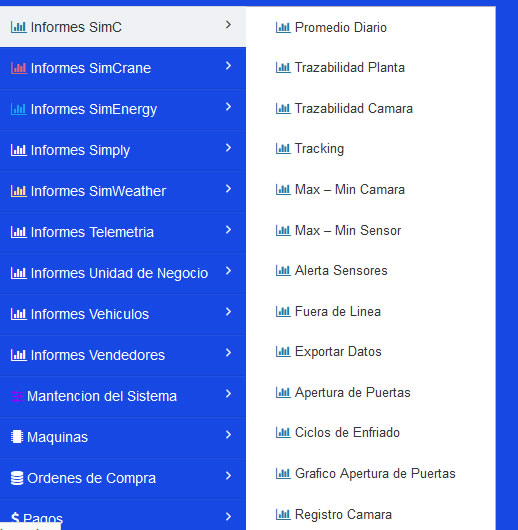 Informes SimC
Informes SimCrane
Informes SimEnergy
Informes Simply
Informes SimWeather
Informes Telemetria
Informes Unidad de Negocio
Informes Vehiculos
Informes Vendedores
Mantencion del Sistema
Maquinas
Ordenes de Compra
Pagos
Promedio Diario
Trazabilidad Planta
Trazabilidad Camara
Tracking
Max – Min Camara
Max – Min Sensor
Alerta Sensores
Fuera de Linea
Exportar Datos
Apertura de Puertas
Ciclos de Enfriado
Grafico Apertura de Puertas
Registro Camara